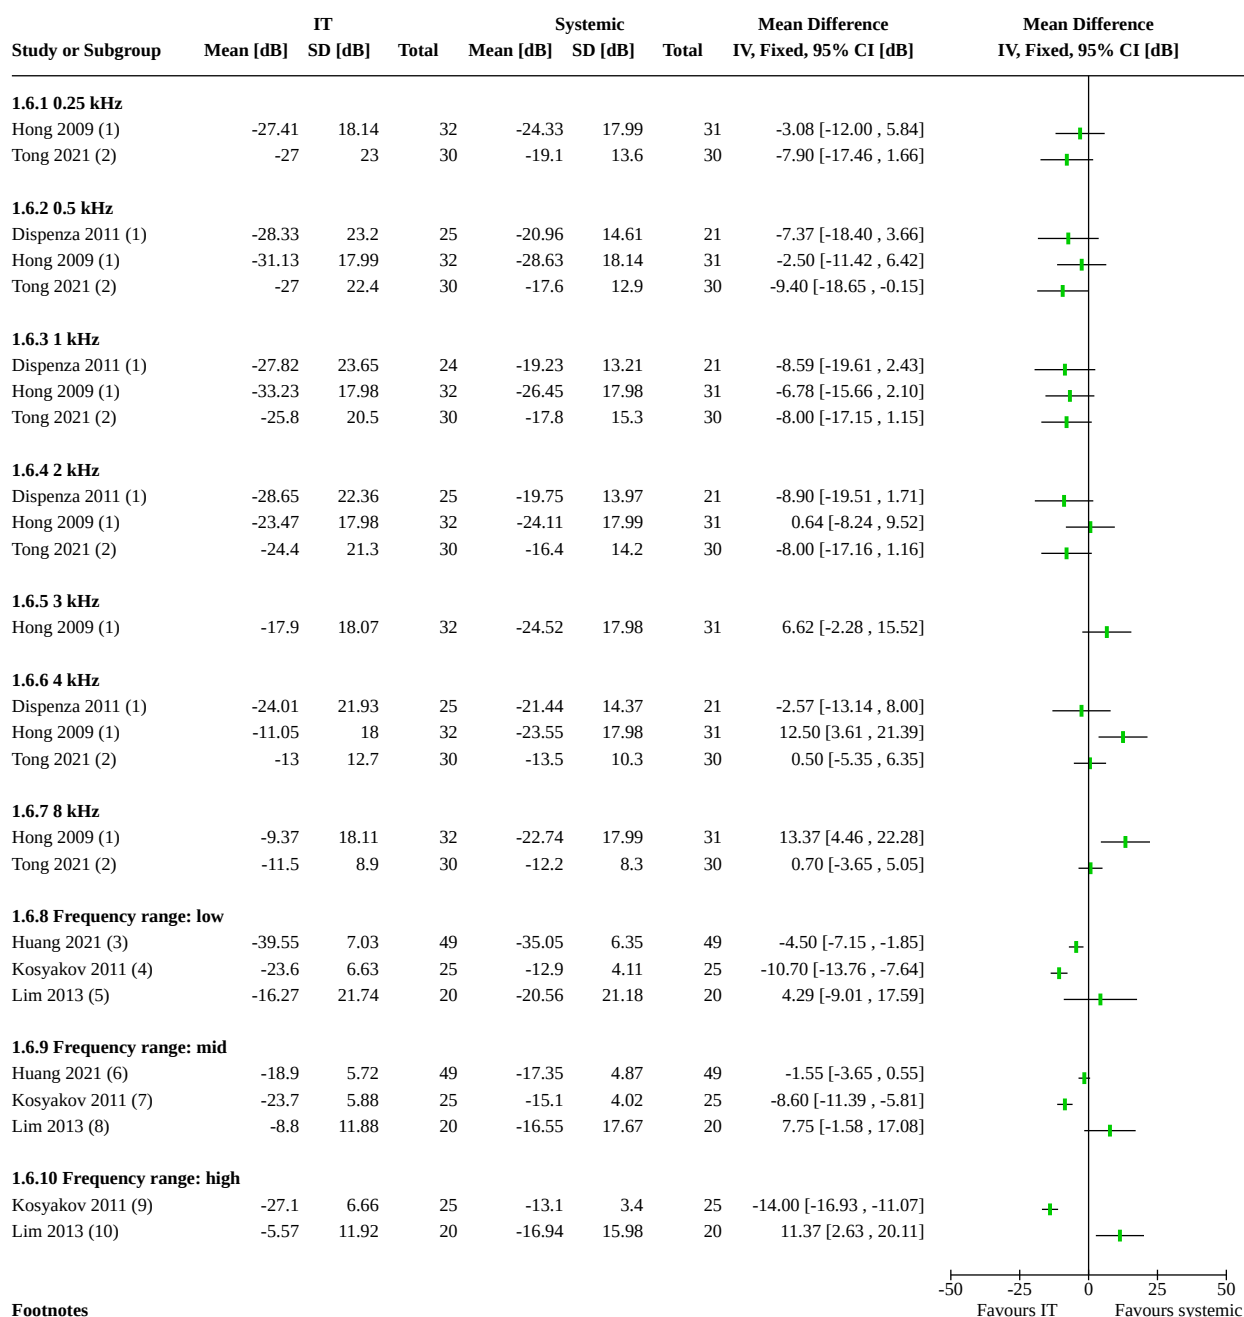 IT Systemic Mean Difference Mean Difference
Study or Subgroup Mean [dB] SD [dB] Total Mean [dB] SD [dB] Total IV, Fixed, 95% CI [dB] IV, Fixed, 95% CI [dB]
1.6.1 0.25 kHz
Hong 2009 (1) -27.41 18.14 32 -24.33 17.99 31 -3.08 [-12.00 , 5.84]
Tong 2021 (2) -27 23 30 -19.1 13.6 30 -7.90 [-17.46 , 1.66]
1.6.2 0.5 kHz
Dispenza 2011 (1) -28.33 23.2 25 -20.96 14.61 21 -7.37 [-18.40 , 3.66]
Hong 2009 (1) -31.13 17.99 32 -28.63 18.14 31 -2.50 [-11.42 , 6.42]
Tong 2021 (2) -27 22.4 30 -17.6 12.9 30 -9.40 [-18.65 , -0.15]
1.6.3 1 kHz
Dispenza 2011 (1) -27.82 23.65 24 -19.23 13.21 21 -8.59 [-19.61 , 2.43]
Hong 2009 (1) -33.23 17.98 32 -26.45 17.98 31 -6.78 [-15.66 , 2.10]
Tong 2021 (2) -25.8 20.5 30 -17.8 15.3 30 -8.00 [-17.15 , 1.15]
1.6.4 2 kHz
Dispenza 2011 (1) -28.65 22.36 25 -19.75 13.97 21 -8.90 [-19.51 , 1.71]
Hong 2009 (1) -23.47 17.98 32 -24.11 17.99 31 0.64 [-8.24 , 9.52]
Tong 2021 (2) -24.4 21.3 30 -16.4 14.2 30 -8.00 [-17.16 , 1.16]
1.6.5 3 kHz
Hong 2009 (1) -17.9 18.07 32 -24.52 17.98 31 6.62 [-2.28 , 15.52]
1.6.6 4 kHz
Dispenza 2011 (1) -24.01 21.93 25 -21.44 14.37 21 -2.57 [-13.14 , 8.00]
Hong 2009 (1) -11.05 18 32 -23.55 17.98 31 12.50 [3.61 , 21.39]
Tong 2021 (2) -13 12.7 30 -13.5 10.3 30 0.50 [-5.35 , 6.35]
1.6.7 8 kHz
Hong 2009 (1) -9.37 18.11 32 -22.74 17.99 31 13.37 [4.46 , 22.28]
Tong 2021 (2) -11.5 8.9 30 -12.2 8.3 30 0.70 [-3.65 , 5.05]
1.6.8 Frequency range: low
Huang 2021 (3) -39.55 7.03 49 -35.05 6.35 49 -4.50 [-7.15 , -1.85]
Kosyakov 2011 (4) -23.6 6.63 25 -12.9 4.11 25 -10.70 [-13.76 , -7.64]
Lim 2013 (5) -16.27 21.74 20 -20.56 21.18 20 4.29 [-9.01 , 17.59]
1.6.9 Frequency range: mid
Huang 2021 (6) -18.9 5.72 49 -17.35 4.87 49 -1.55 [-3.65 , 0.55]
Kosyakov 2011 (7) -23.7 5.88 25 -15.1 4.02 25 -8.60 [-11.39 , -5.81]
Lim 2013 (8) -8.8 11.88 20 -16.55 17.67 20 7.75 [-1.58 , 17.08]
1.6.10 Frequency range: high
Kosyakov 2011 (9) -27.1 6.66 25 -13.1 3.4 25 -14.00 [-16.93 , -11.07]
Lim 2013 (10) -5.57 11.92 20 -16.94 15.98 20 11.37 [2.63 , 20.11]
-50 -25 0 25 50
Footnotes Favours IT Favours systemic